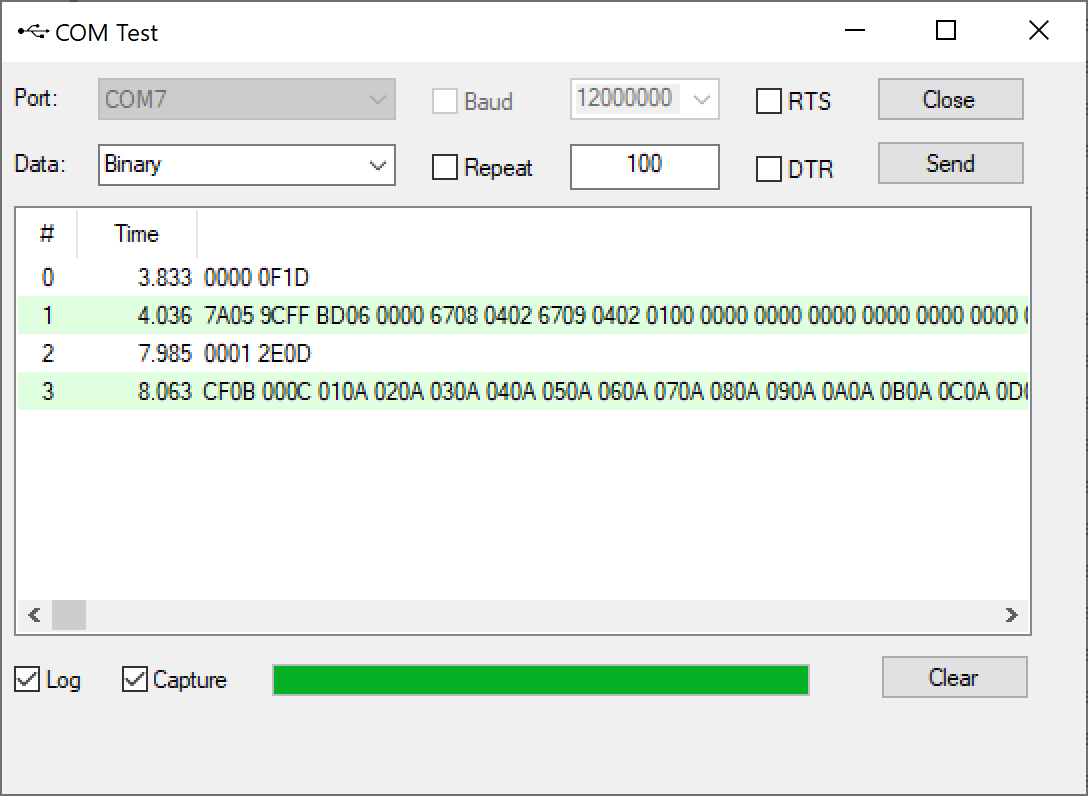 COM Test
Port: COM7 Baud 12000000 RTS Close
Data: Binary Repeat 100 DTR Send
# Time
0 3.833 0000 0F1D
1 4.036 7A05 9CFF BD06 0000 6708 0402 6709 0402 0100 0000 0000 0000 0000 0000 0000
2 7.985 0001 2E0D
3 8.063 CF0B 000C 010A 020A 030A 040A 050A 060A 070A 080A 090A 0A0A 0B0A 0C0A 0D
Log Capture Clear